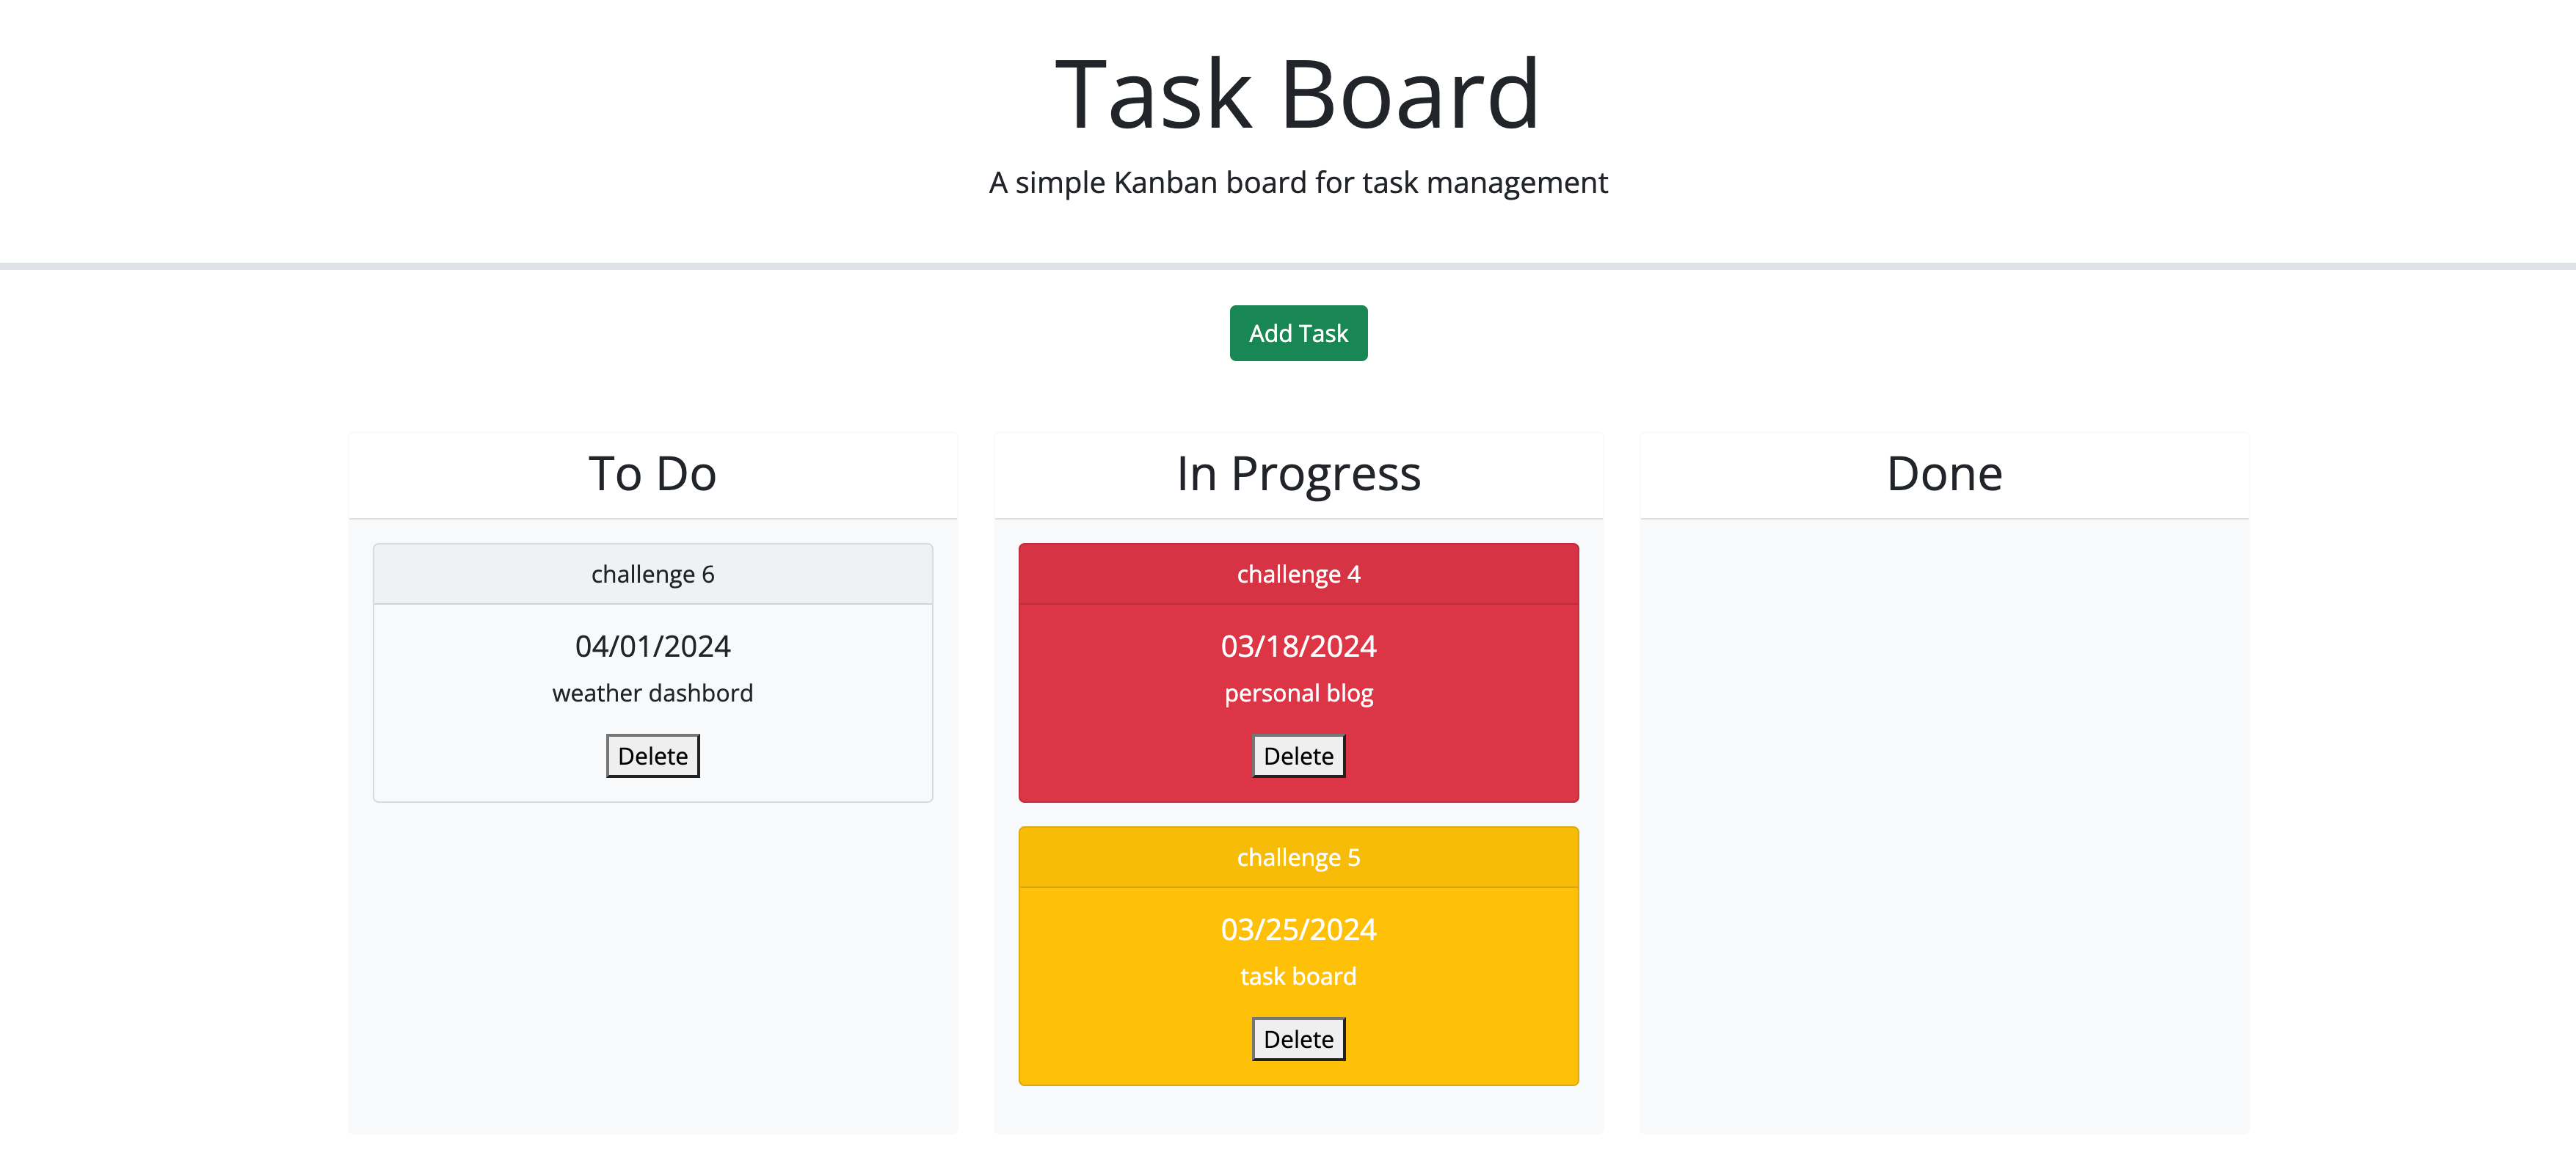 Task Board
A simple Kanban board for task management
Add Task
To Do
challenge 6
04/01/2024
weather dashbord
Delete
In Progress
challenge 4
03/18/2024
personal blog
Delete
challenge 5
03/25/2024
task board
Delete
Done